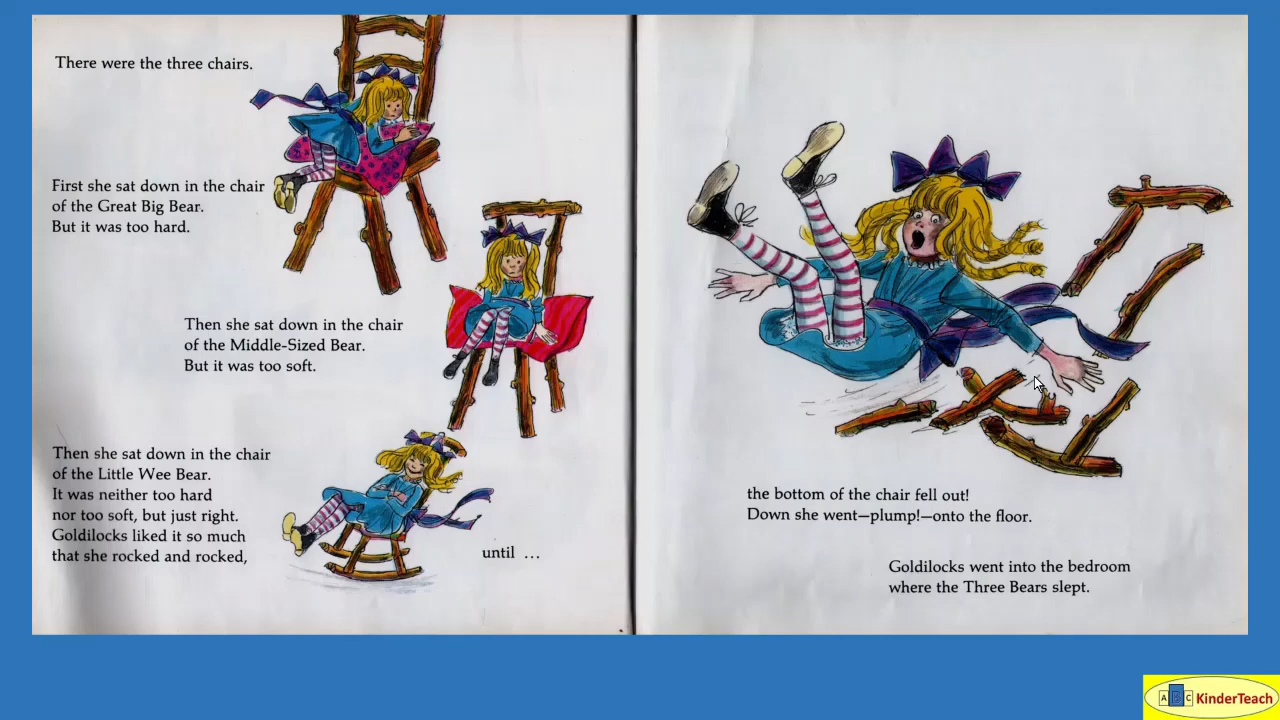 There were the three chairs.
First she sat down in the chair
of the Great Big Bear.
But it was too hard.
Then she sat down in the chair
of the Middle-Sized Bear.
But it was too soft.
Then she sat down in the chair
of the Little Wee Bear.
It was neither too hard
nor too soft, but just right.
Goldilocks liked it so much
that she rocked and rocked,
until ...
the bottom of the chair fell out!
Down she went—plump!—onto the floor.
Goldilocks went into the bedroom
where the Three Bears slept.
A B C KinderTeach